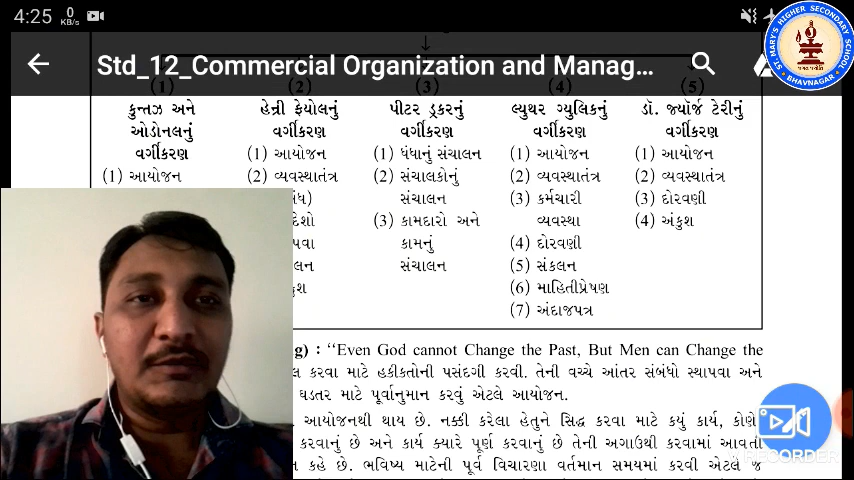 4:25 0 KB/s
Std_12_Commercial Organization and Manag...
ST. MARY'S HIGHER SECONDARY SCHOOL
BHAVNAGAR
(1) (2) (3) (4) (5)
કુન્તઝ અને હેન્રી ફેયોલનું પીટર ડ્રકરનું લ્યુથર ગ્યુલિકનું ડૉ. જ્યૉર્જ ટેરીનું
ઓડોનલનું વર્ગીકરણ વર્ગીકરણ વર્ગીકરણ વર્ગીકરણ
વર્ગીકરણ (1) આયોજન (1) ધંધાનું સંચાલન (1) આયોજન (1) આયોજન
(1) આયોજન (2) વ્યવસ્થાતંત્ર (2) સંચાલકોનું (2) વ્યવસ્થાતંત્ર (2) વ્યવસ્થાતંત્ર
સંચાલન (3) કર્મચારી (3) દોરવણી
(3) કામદારો અને વ્યવસ્થા (4) અંકુશ
કામનું (4) દોરવણી
સંચાલન (5) સંકલન
(6) માહિતીપ્રેષણ
(7) અંદાજપત્ર
g) : "Even God cannot Change the Past, But Men can Change the
કરવા માટે હકીકતોની પસંદગી કરવી. તેની વચ્ચે આંતર સંબંધો સ્થાપવા અને
ઘડતર માટે પૂર્વાનુમાન કરવું એટલે આયોજન.
આયોજનથી થાય છે. નક્કી કરેલા હેતુને સિદ્ધ કરવા માટે કયું કાર્ય, કોણે
કરવાનું છે અને કાર્ય ક્યારે પૂર્ણ કરવાનું છે તેની અગાઉથી કરવામાં આવતી
કહે છે. ભવિષ્ય માટેની પૂર્વ વિચારણા વર્તમાન સમયમાં કરવી એટલે જ
RECORDER